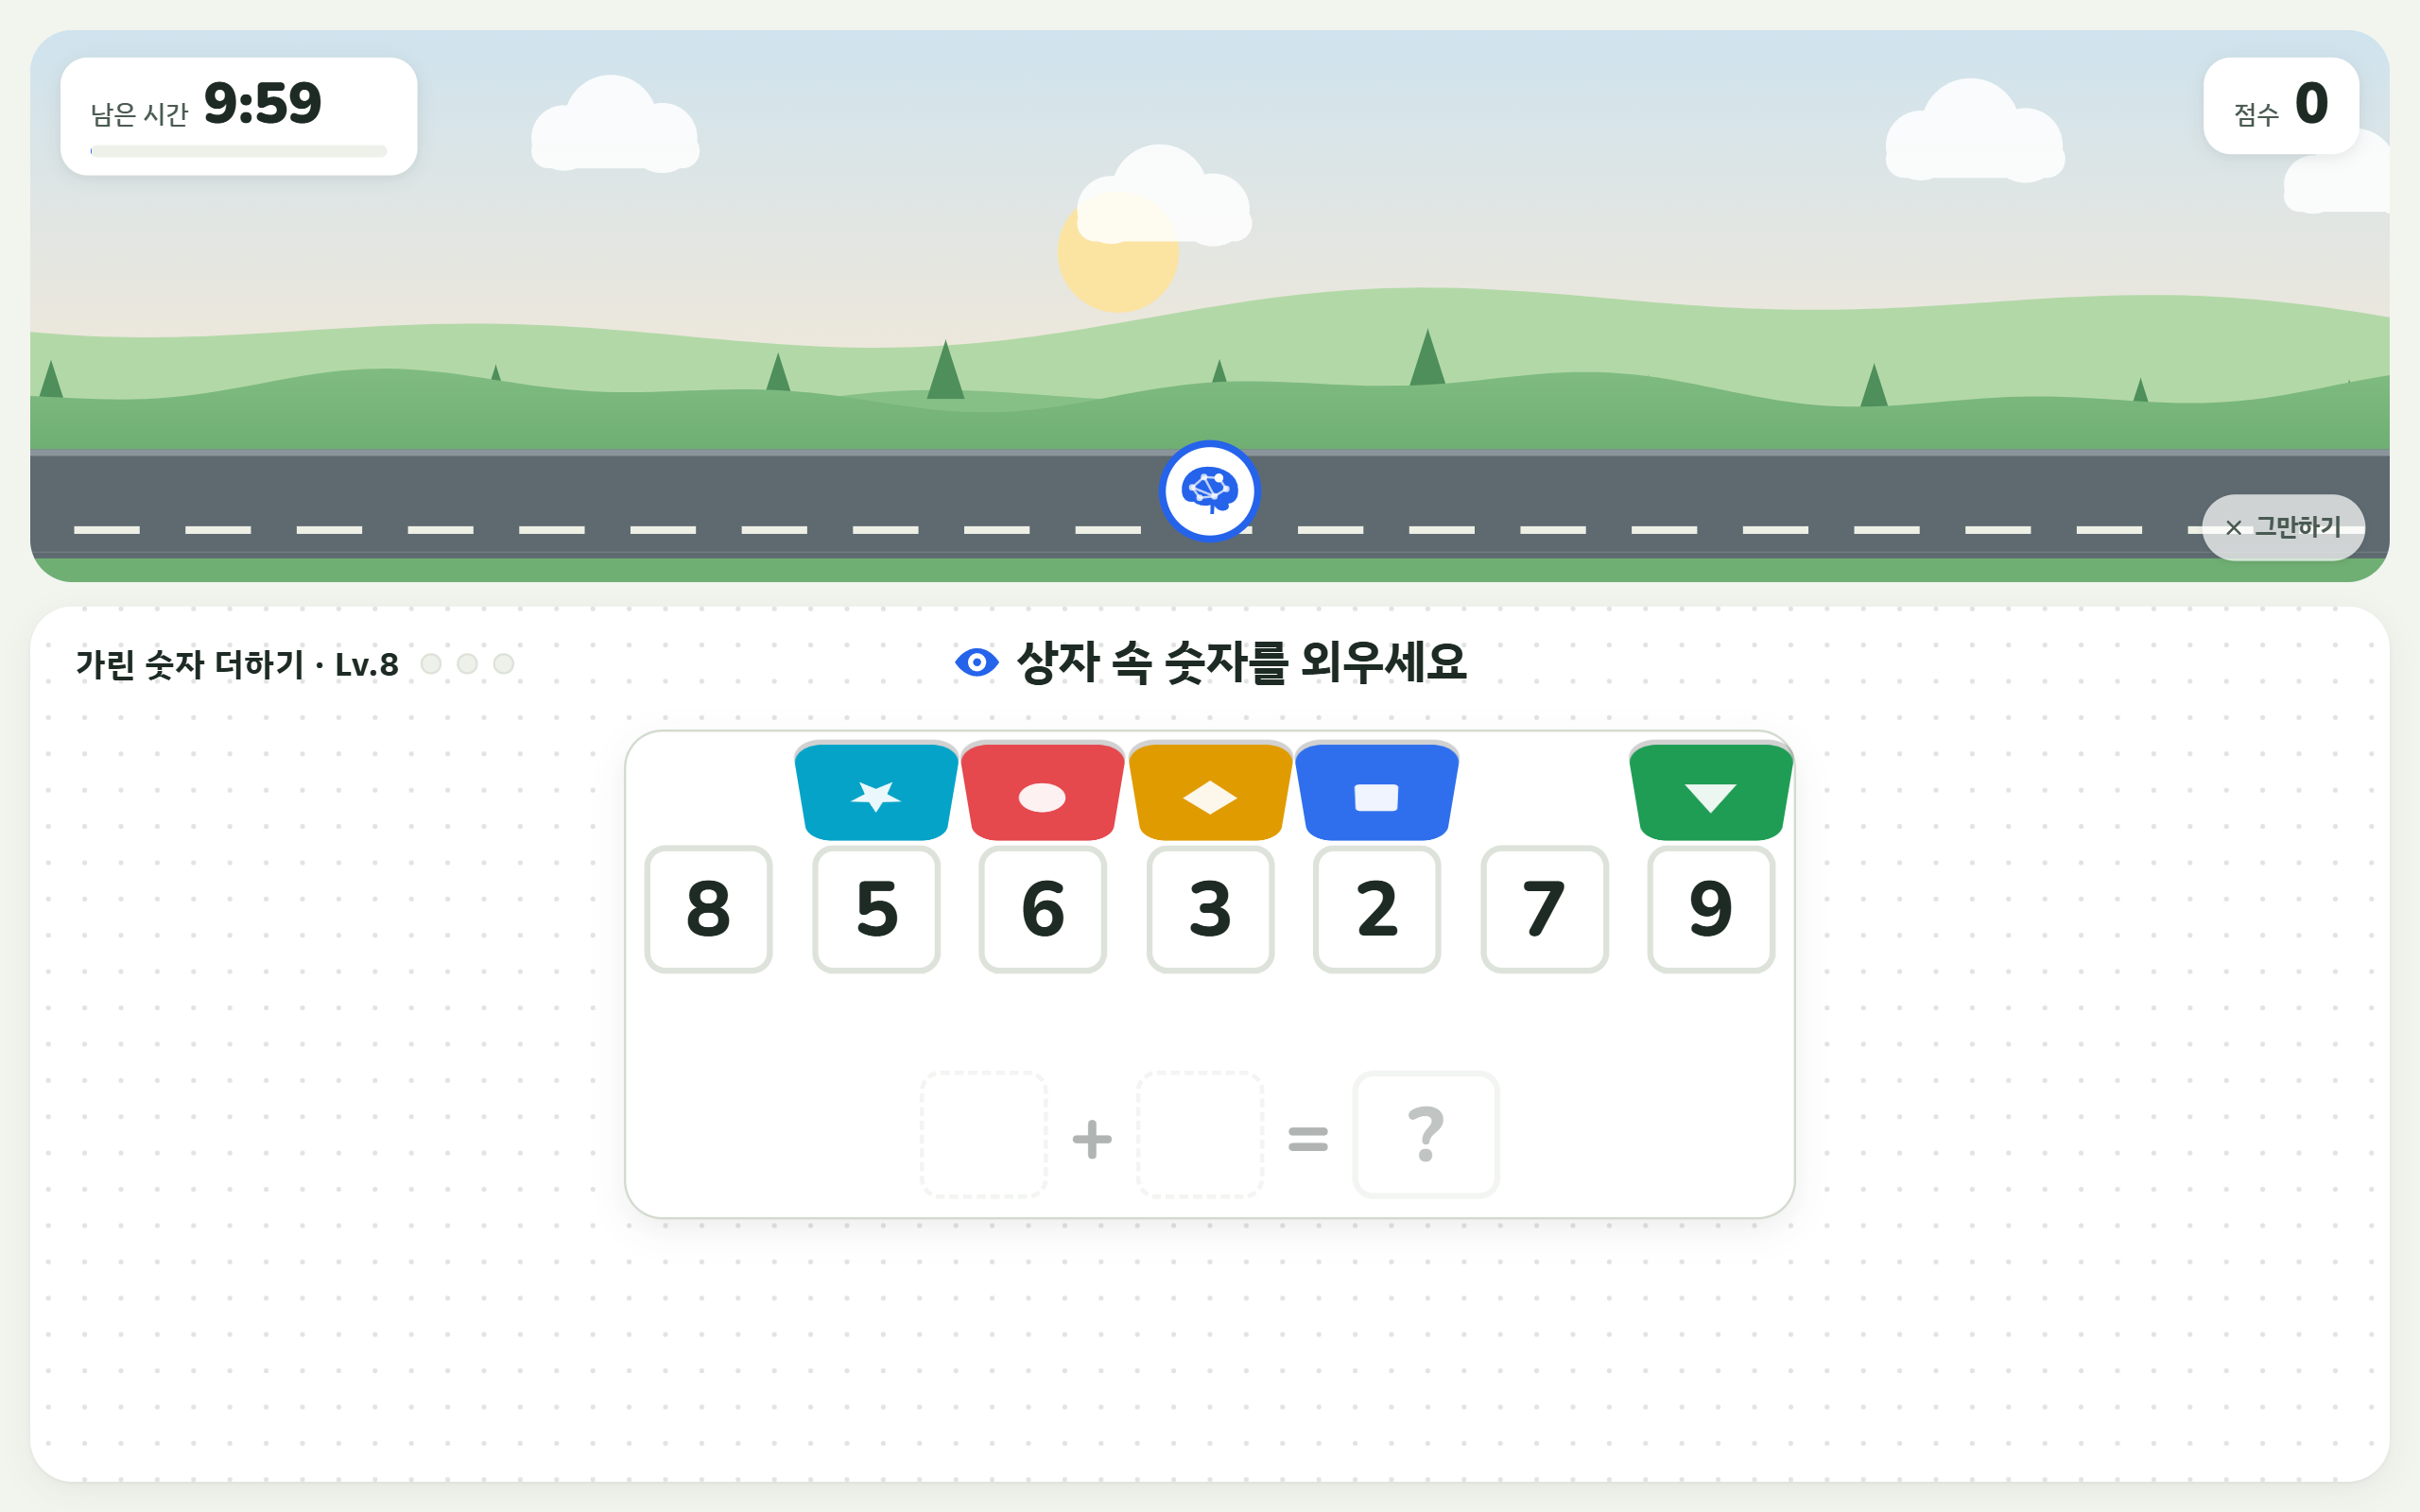 남은 시간 9:59
점수 0
× 그만하기
가린 숫자 더하기 · Lv.8
상자 속 숫자를 외우세요
8 5 6 3 2 7 9
+ = ?